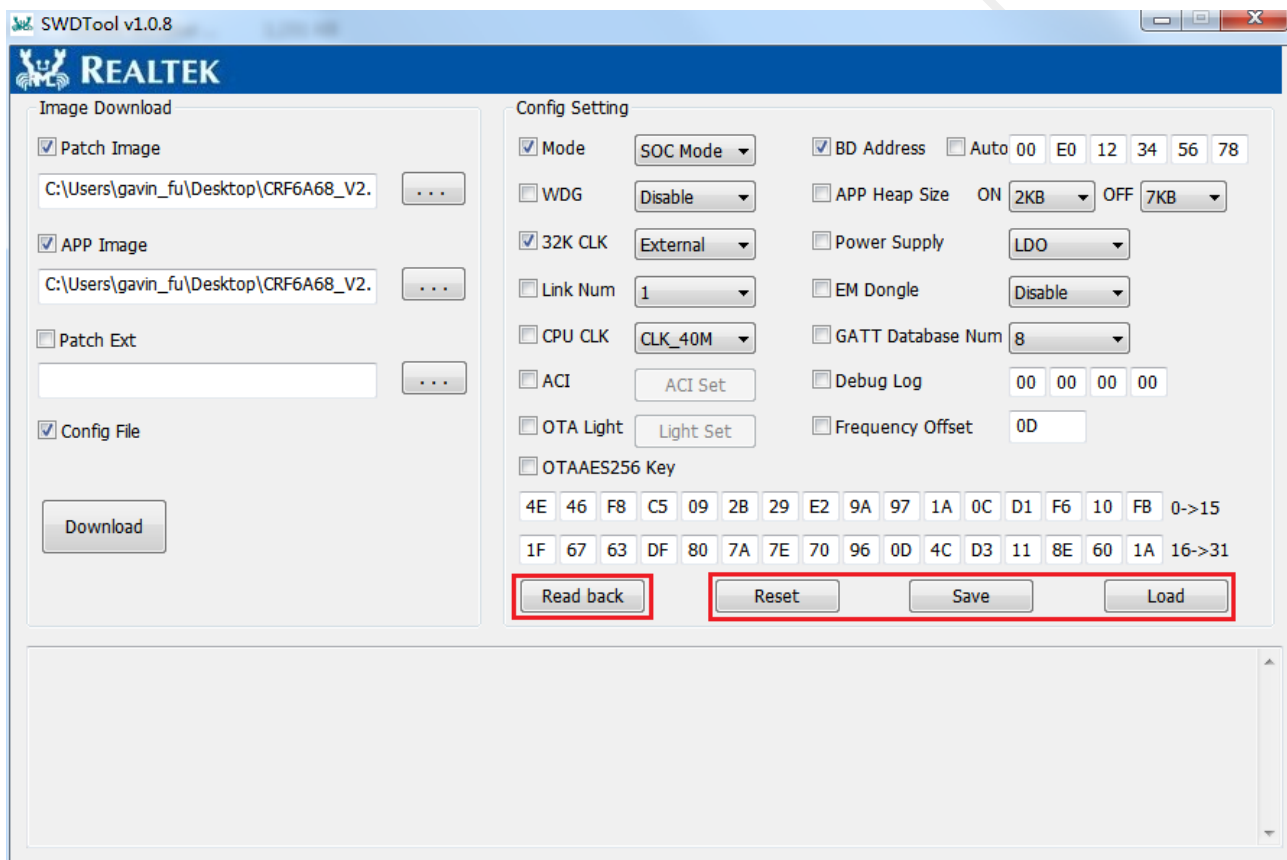 SWDTool v1.0.8
REALTEK
Image Download
Patch Image
C:\Users\gavin_fu\Desktop\CRF6A68_V2.
...
APP Image
C:\Users\gavin_fu\Desktop\CRF6A68_V2.
...
Patch Ext
...
Config File
Download
Config Setting
Mode SOC Mode BD Address Auto 00 E0 12 34 56 78
WDG Disable APP Heap Size ON 2KB OFF 7KB
32K CLK External Power Supply LDO
Link Num 1 EM Dongle Disable
CPU CLK CLK_40M GATT Database Num 8
ACI ACI Set Debug Log 00 00 00 00
OTA Light Light Set Frequency Offset 0D
OTAAES256 Key
4E 46 F8 C5 09 2B 29 E2 9A 97 1A 0C D1 F6 10 FB 0->15
1F 67 63 DF 80 7A 7E 70 96 0D 4C D3 11 8E 60 1A 16->31
Read back Reset Save Load